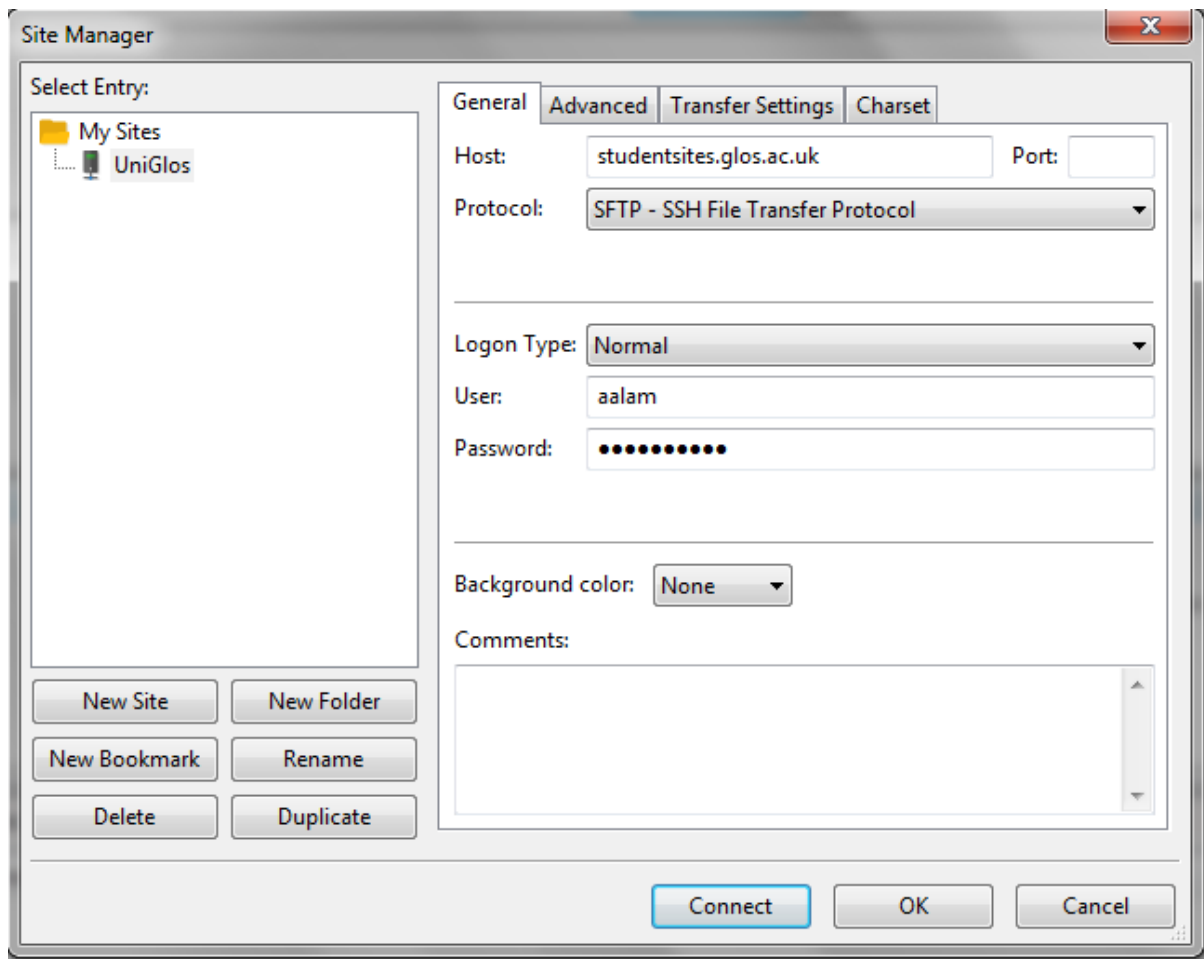 Site Manager
Select Entry:
My Sites
UniGlos
New Site New Folder
New Bookmark Rename
Delete Duplicate
General Advanced Transfer Settings Charset
Host: studentsites.glos.ac.uk Port:
Protocol: SFTP - SSH File Transfer Protocol
Logon Type: Normal
User: aalam
Password: ●●●●●●●●●●
Background color: None
Comments:
Connect OK Cancel